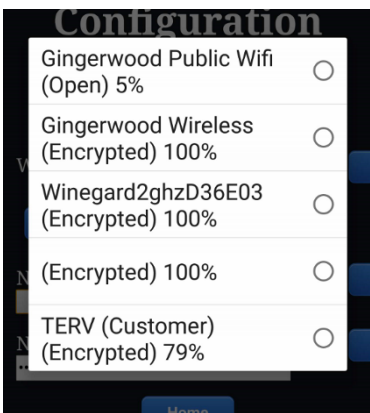 Configuration
Gingerwood Public Wifi
(Open) 5%
Gingerwood Wireless
(Encrypted) 100%
Winegard2ghzD36E03
(Encrypted) 100%
(Encrypted) 100%
TERV (Customer)
(Encrypted) 79%
Home